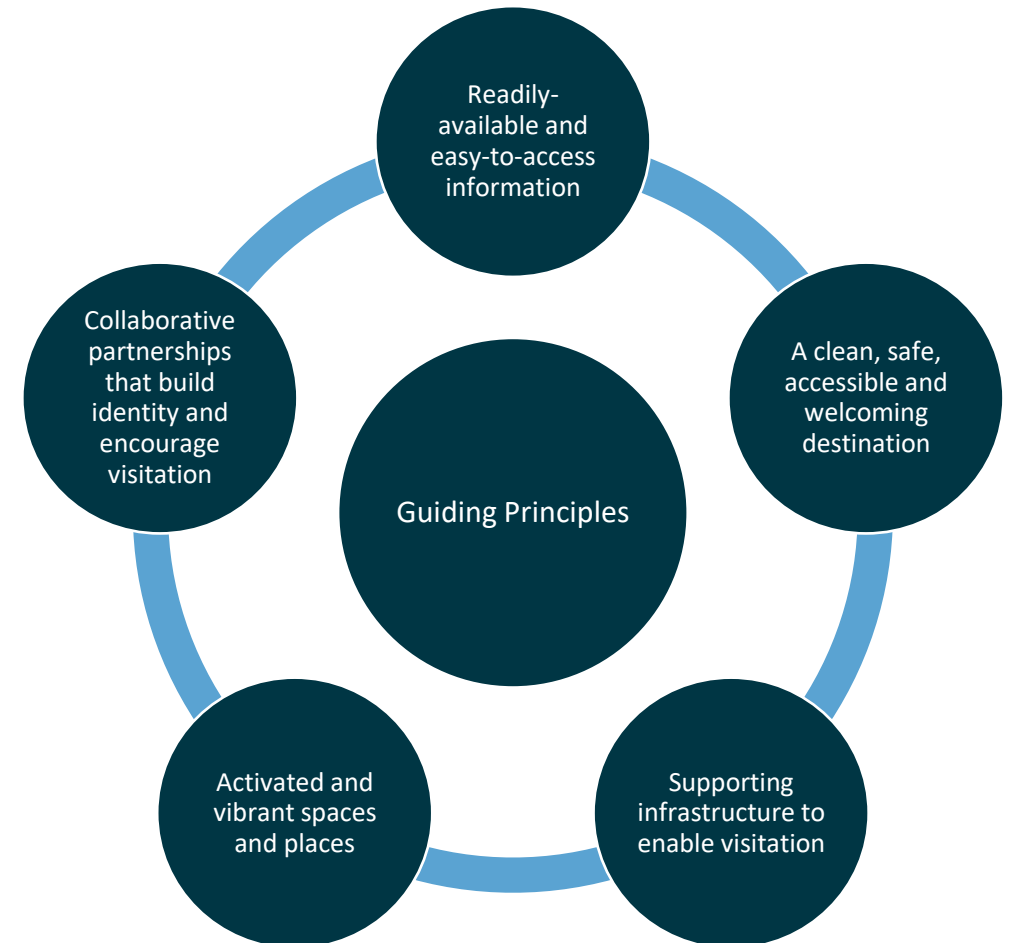 Readily-
available and
easy-to-access
information
A clean, safe,
accessible and
welcoming
destination
Supporting
infrastructure to
enable visitation
Activated and
vibrant spaces
and places
Collaborative
partnerships
that build
identity and
encourage
visitation
Guiding Principles